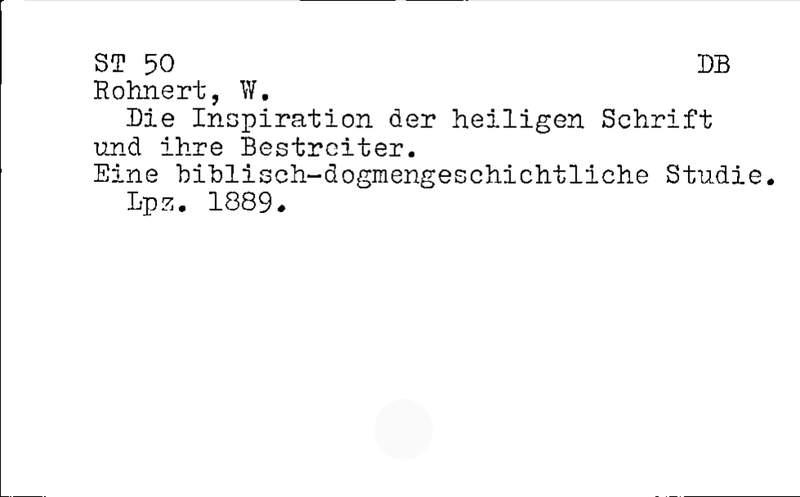 ST 50 DB
Rohnert, W.
Die Inspiration der heiligen Schrift
und ihre Bestreiter.
Eine biblisch-dogmengeschichtliche Studie.
Lpz. 1889.